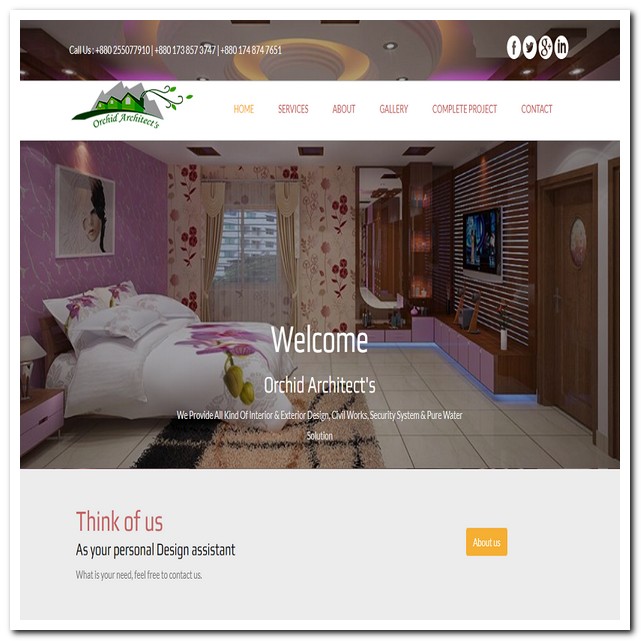 Call Us : +880 255077910 | +880 173 857 3747 | +880 174 874 7651
Orchid Architect's
HOME SERVICES ABOUT GALLERY COMPLETE PROJECT CONTACT
Welcome
Orchid Architect's
We Provide All Kind Of Interior & Exterior Design, Civil Works, Security System & Pure Water
Solution
Think of us
As your personal Design assistant
What is your need, feel free to contact us.
About us